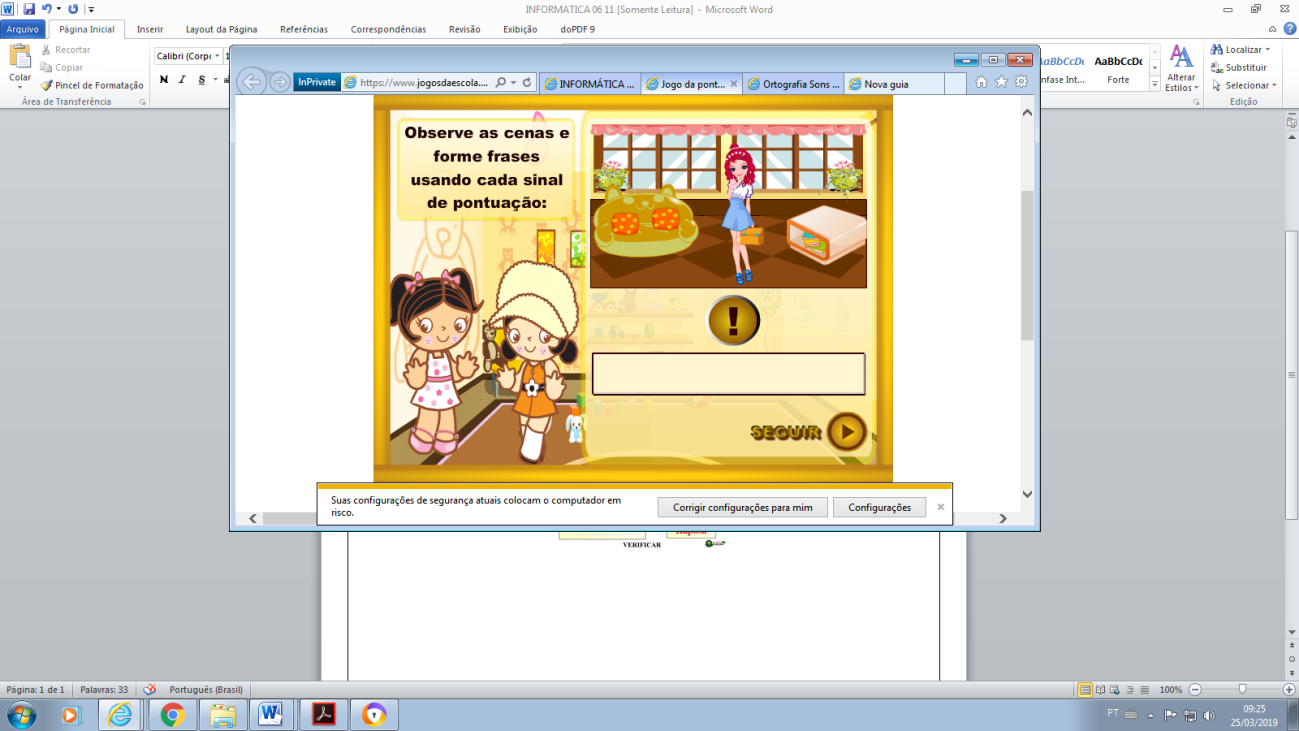 INFORMATICA 06 11 [Somente Leitura] - Microsoft Word
Arquivo Página Inicial Inserir Layout da Página Referências Correspondências Revisão Exibição doPDF 9
Colar
Recortar
Copiar
Pincel de Formatação
Área de Transferência
Calibri (Corp
N I S
AaBbCcDc AaBbCcDc
nfase Int... Forte
Alterar
Estilos
Localizar
Substituir
Selecionar
Edição
InPrivate https://www.jogosdaescola.... INFORMÁTICA ... Jogo da pont... Ortografia Sons ... Nova guia
Observe as cenas e
forme frases
usando cada sinal
de pontuação:
!
SEGUIR
Suas configurações de segurança atuais colocam o computador em
risco.
Corrigir configurações para mim Configurações
VERIFICAR
Página: 1 de 1 Palavras: 33 Português (Brasil) 100%
PT 09:25
25/03/2019